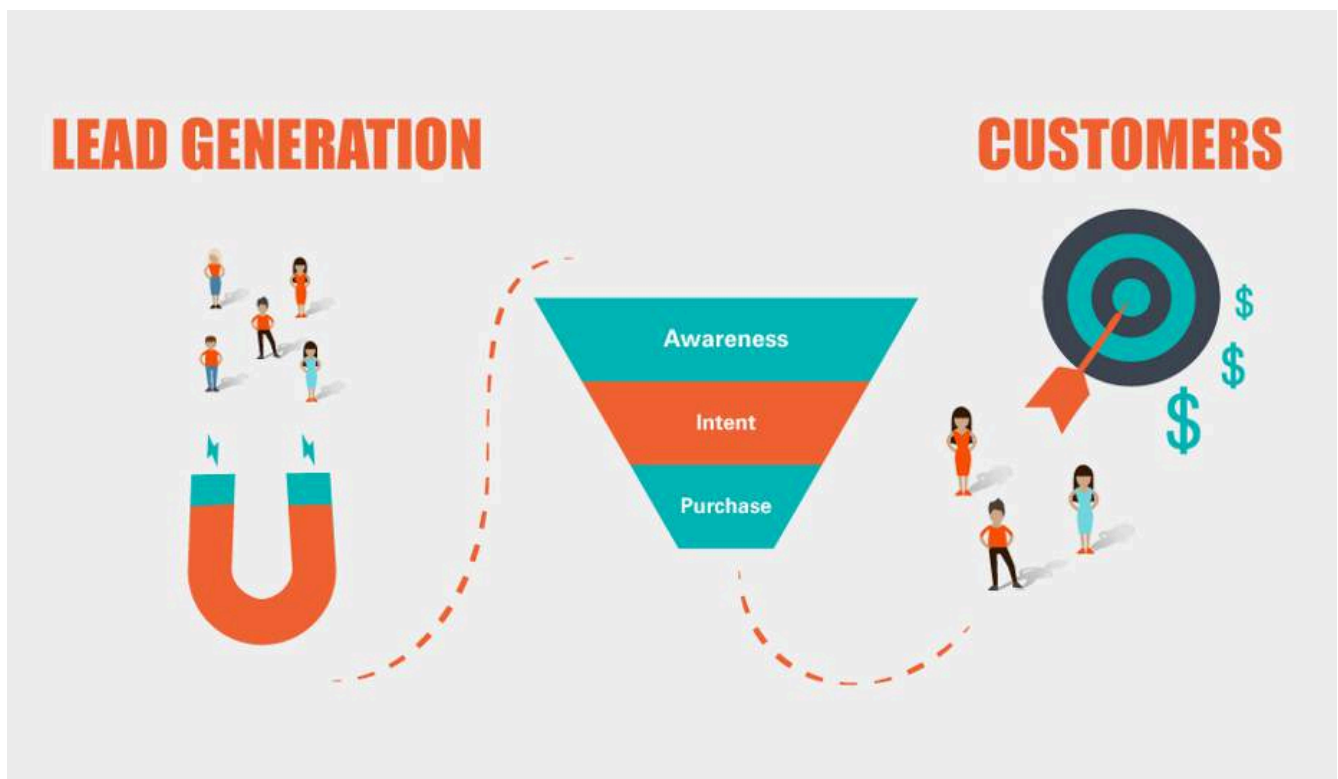 LEAD GENERATION
CUSTOMERS
Awareness
Intent
Purchase
$
$
$